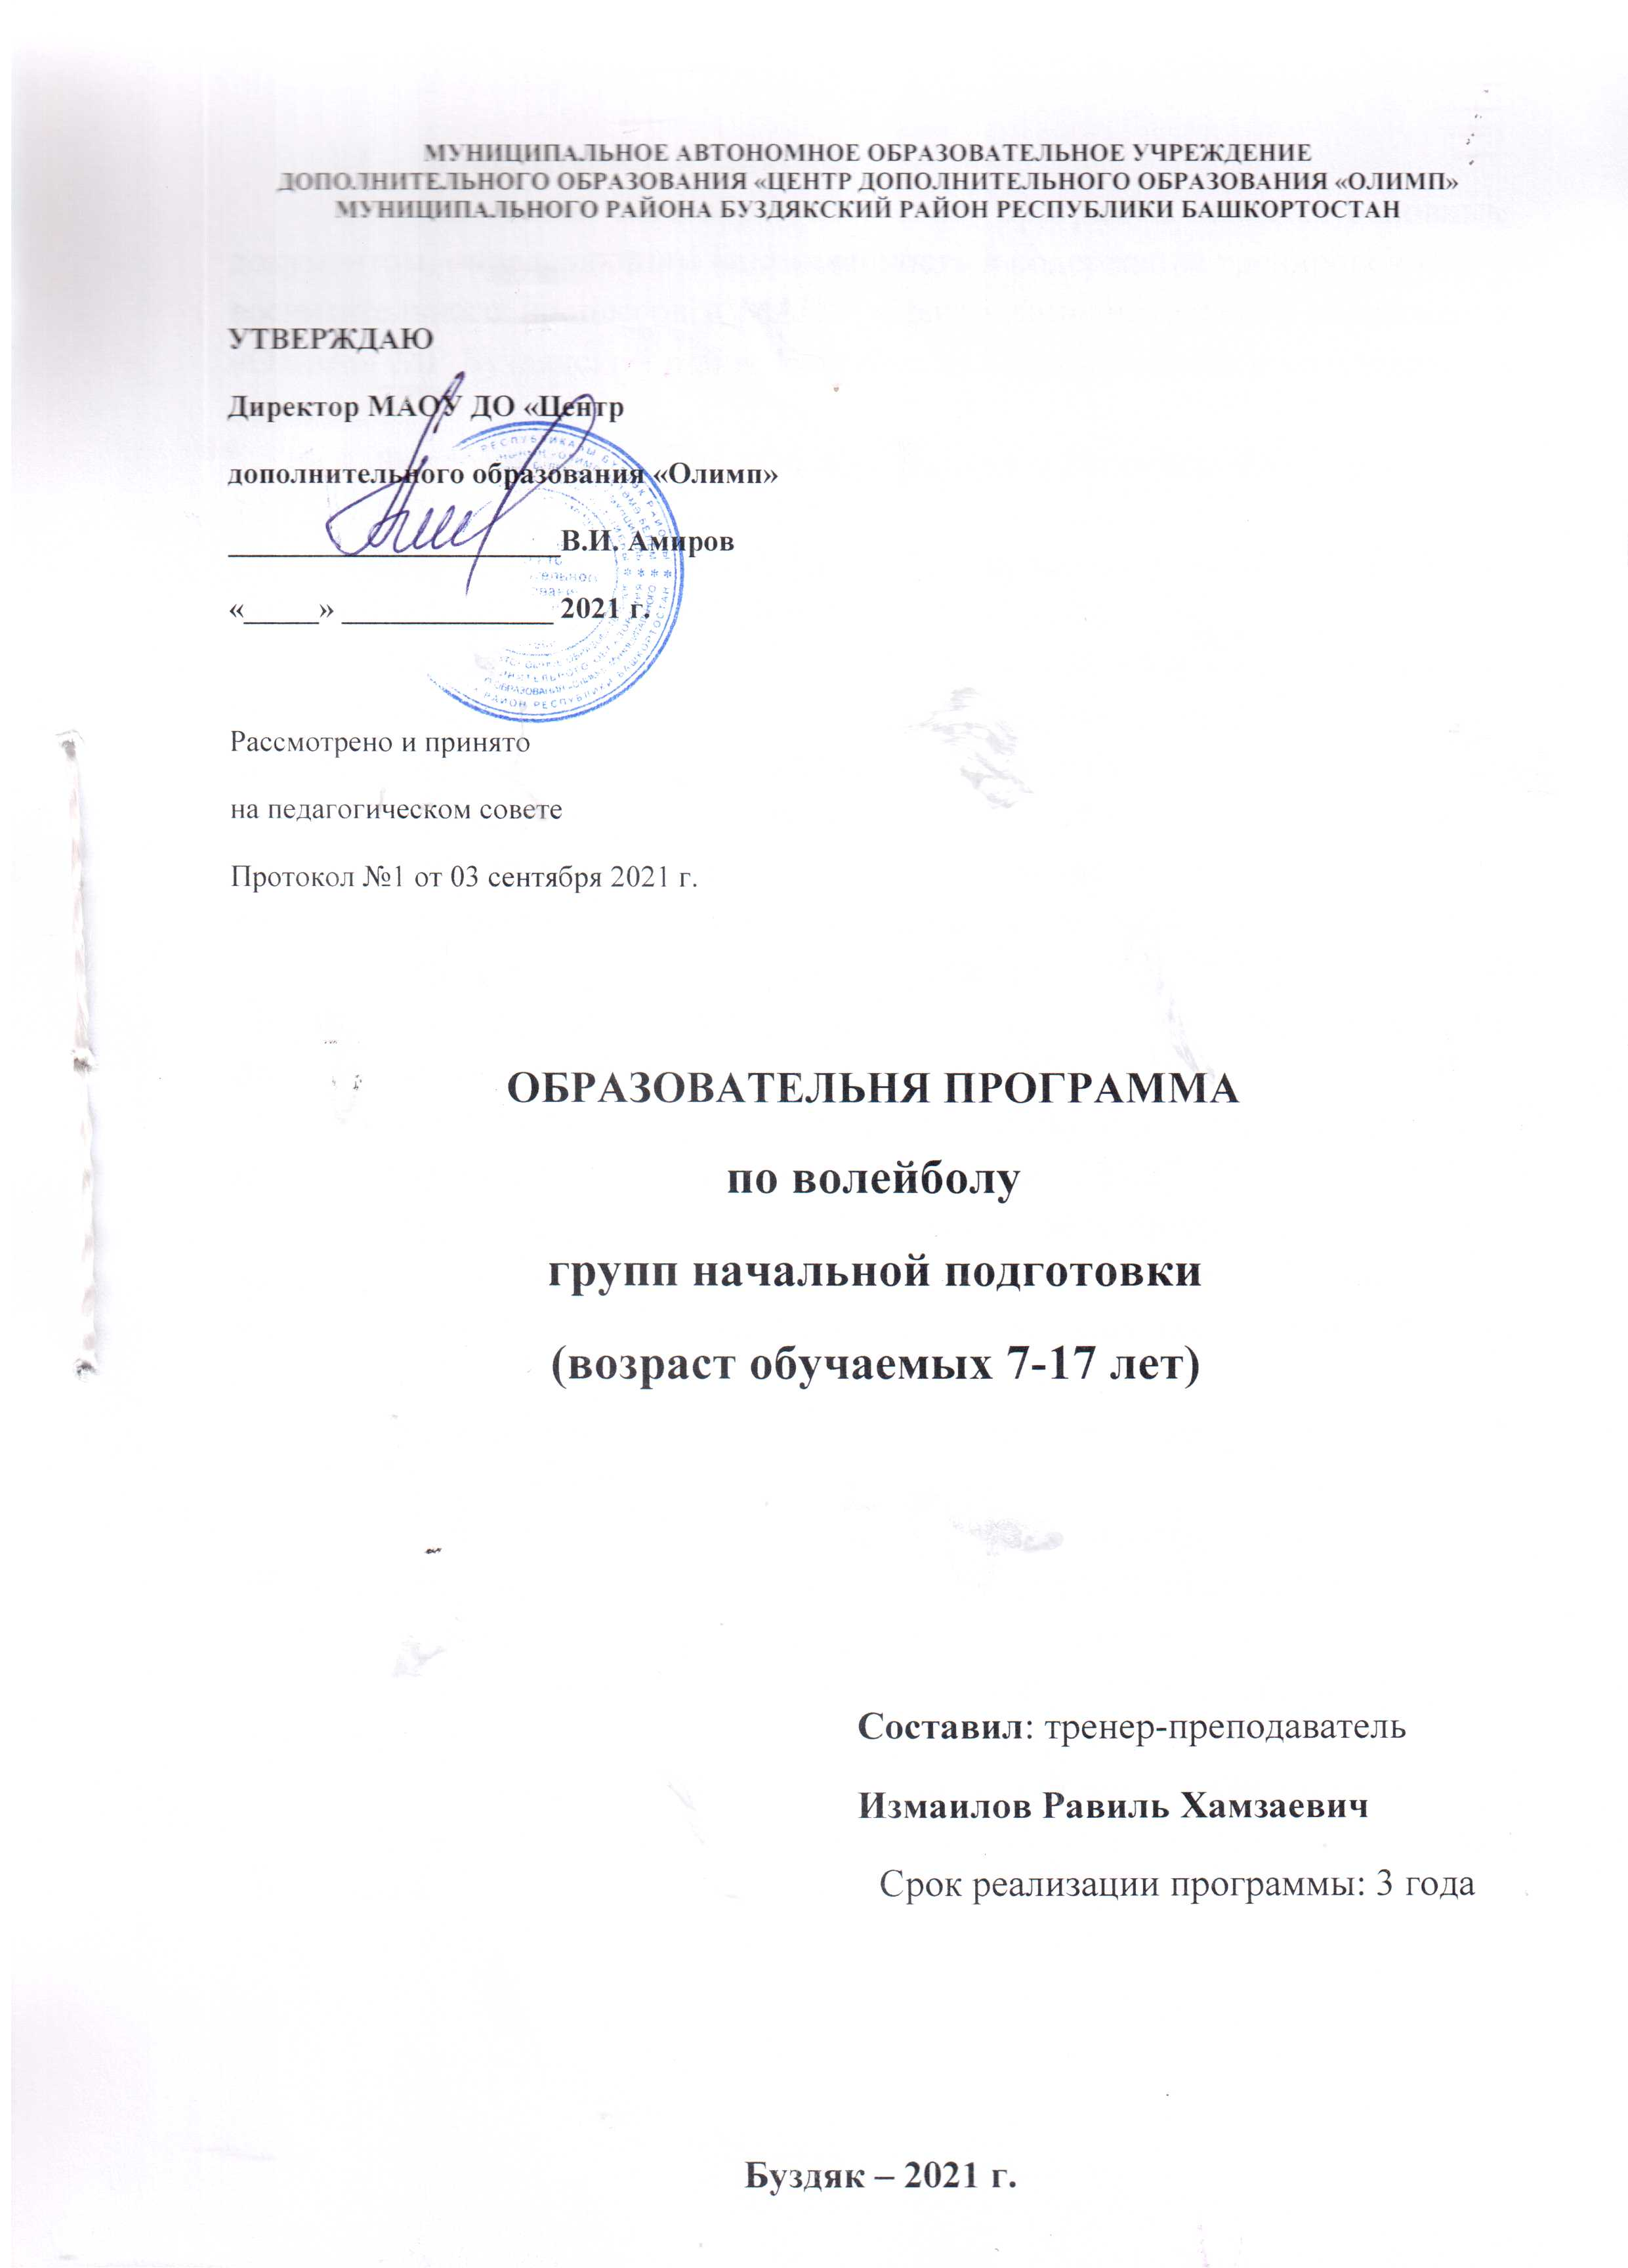 МУНИЦИПАЛЬНОЕ АВТОНОМНОЕ ОБРАЗОВАТЕЛЬНОЕ УЧРЕЖДЕНИЕ
ДОПОЛНИТЕЛЬНОГО ОБРАЗОВАНИЯ «ЦЕНТР ДОПОЛНИТЕЛЬНОГО ОБРАЗОВАНИЯ «ОЛИМП»
МУНИЦИПАЛЬНОГО РАЙОНА БУЗДЯКСКИЙ РАЙОН РЕСПУБЛИКИ БАШКОРТОСТАН
УТВЕРЖДАЮ
Директор МАОУ ДО «Центр
дополнительного образования «Олимп»
______________________В.И. Амиров
«_____» ______________ 2021 г.
Рассмотрено и принято
на педагогическом совете
Протокол №1 от 03 сентября 2021 г.
ОБРАЗОВАТЕЛЬНЯ ПРОГРАММА
по волейболу
групп начальной подготовки
(возраст обучаемых 7-17 лет)
Составил: тренер-преподаватель
Измаилов Равиль Хамзаевич
Срок реализации программы: 3 года
Буздяк – 2021 г.